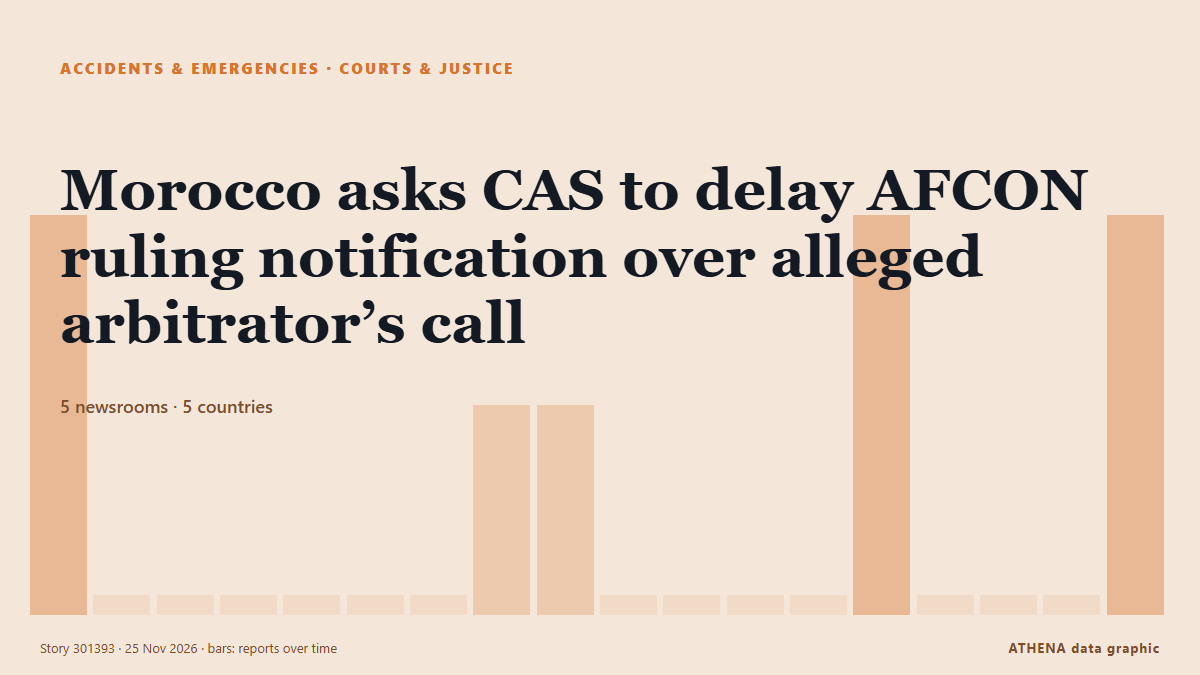 ACCIDENTS & EMERGENCIES · COURTS & JUSTICE
Morocco asks CAS to delay AFCON
ruling notification over alleged
arbitrator’s call
5 newsrooms · 5 countries
Story 301393 · 25 Nov 2026 · bars: reports over time
ATHENA data graphic